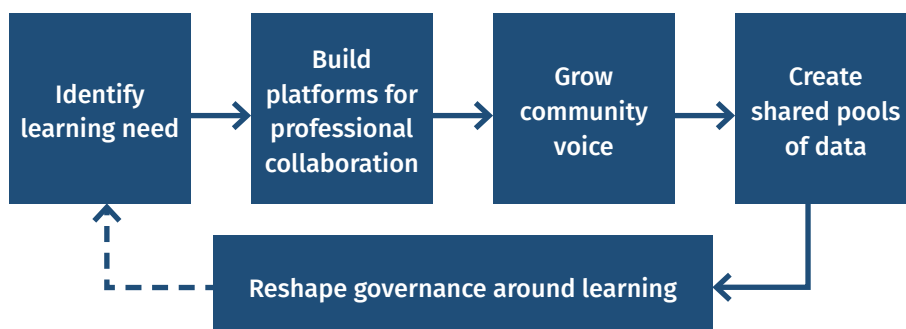 Identify
learning need
Build
platforms for
professional
collaboration
Grow
community
voice
Create
shared pools
of data
Reshape governance around learning